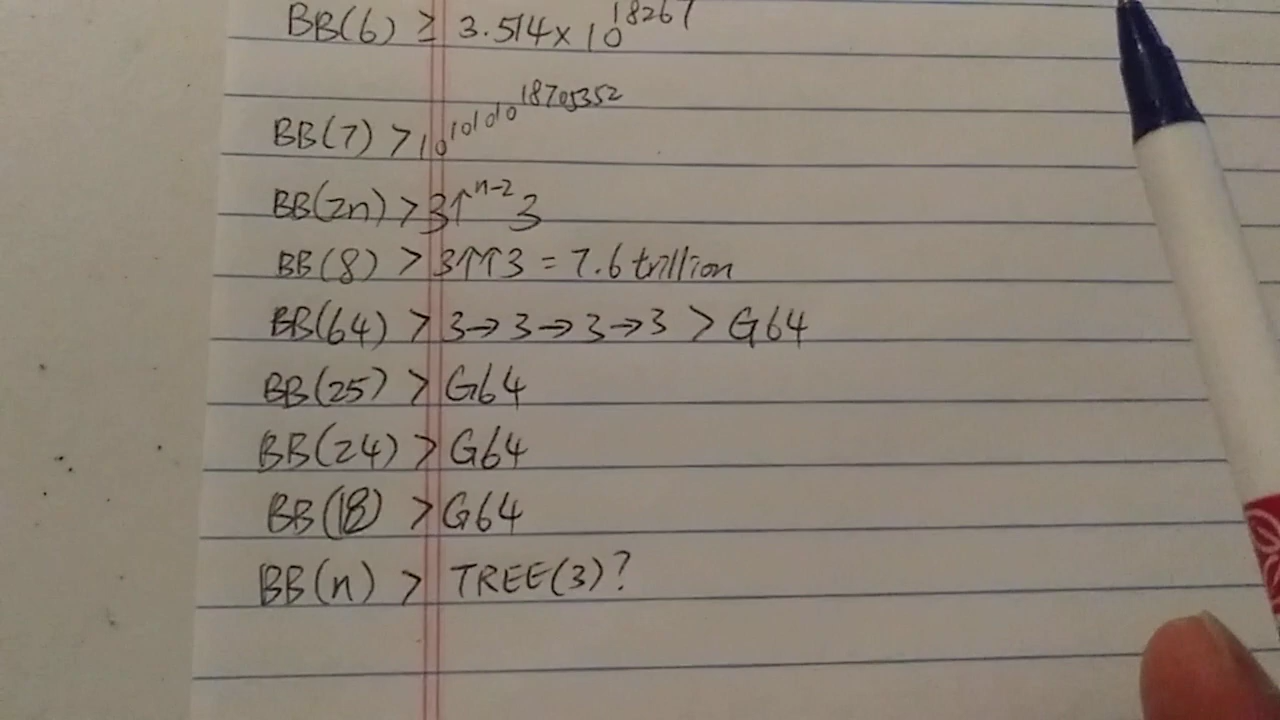 BB(6) ≥ 3.514 × 10^18267
BB(7) > 10^10^10^10^18705352
BB(2n) > 3↑^n-2 3
BB(8) > 3↑↑3 = 7.6 trillion
BB(64) > 3→3→3→3 > G64
BB(25) > G64
BB(24) > G64
BB(18) > G64
BB(n) > TREE(3)?